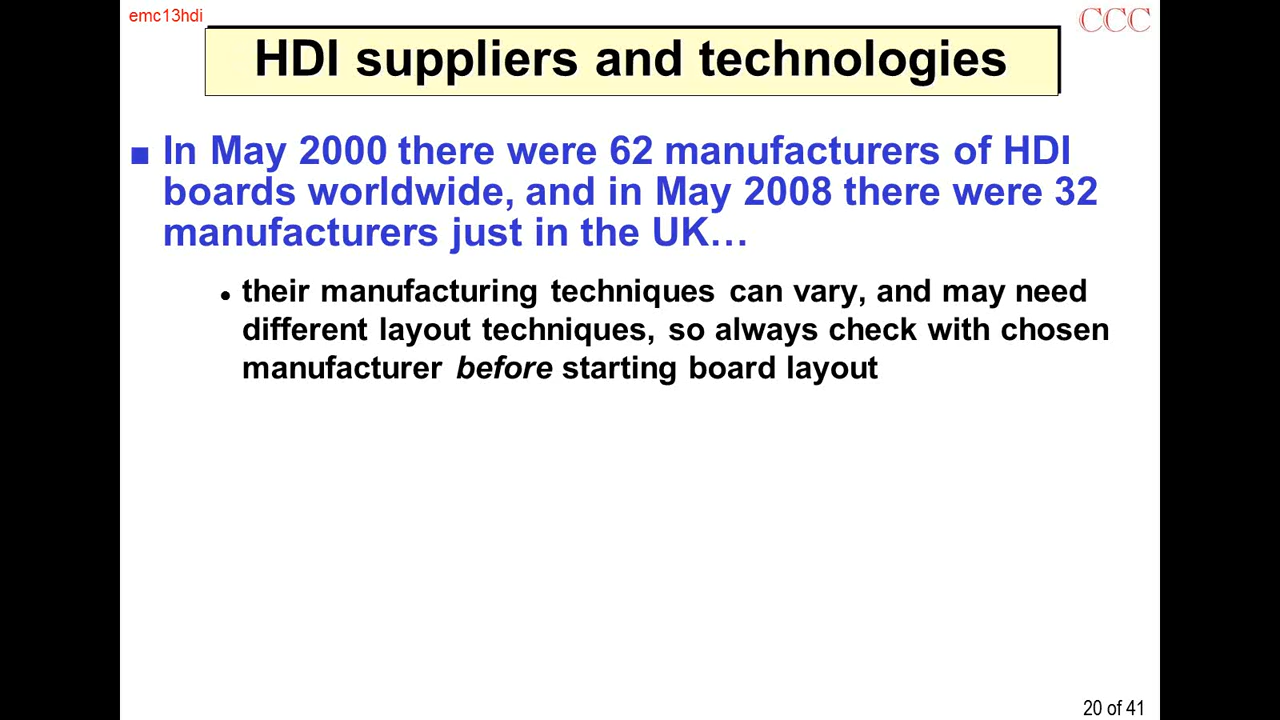 emc13hdi
CCC
HDI suppliers and technologies
In May 2000 there were 62 manufacturers of HDI
boards worldwide, and in May 2008 there were 32
manufacturers just in the UK…
their manufacturing techniques can vary, and may need
different layout techniques, so always check with chosen
manufacturer before starting board layout
20 of 41